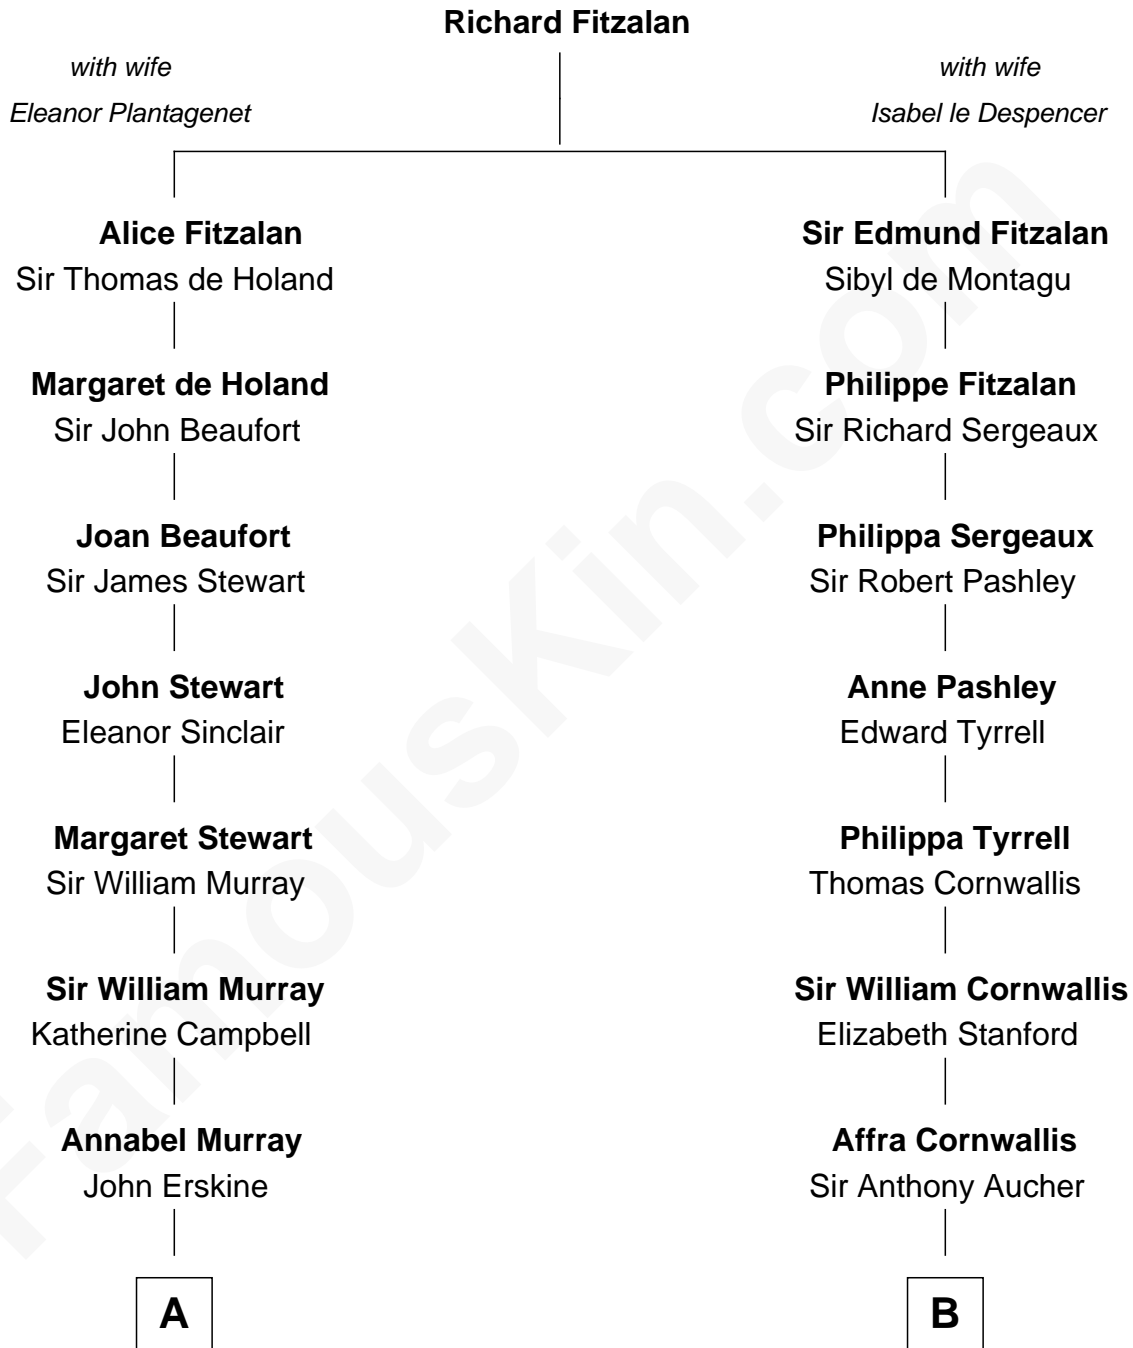 Richard Fitzalan
with wife
Eleanor Plantagenet
with wife
Isabel le Despencer
Alice Fitzalan
Sir Thomas de Holand
Sir Edmund Fitzalan
Sibyl de Montagu
Margaret de Holand
Sir John Beaufort
Philippe Fitzalan
Sir Richard Sergeaux
Joan Beaufort
Sir James Stewart
Philippa Sergeaux
Sir Robert Pashley
John Stewart
Eleanor Sinclair
Anne Pashley
Edward Tyrrell
Margaret Stewart
Sir William Murray
Philippa Tyrrell
Thomas Cornwallis
Sir William Murray
Katherine Campbell
Sir William Cornwallis
Elizabeth Stanford
Annabel Murray
John Erskine
Affra Cornwallis
Sir Anthony Aucher
A
B
FamousKin.com